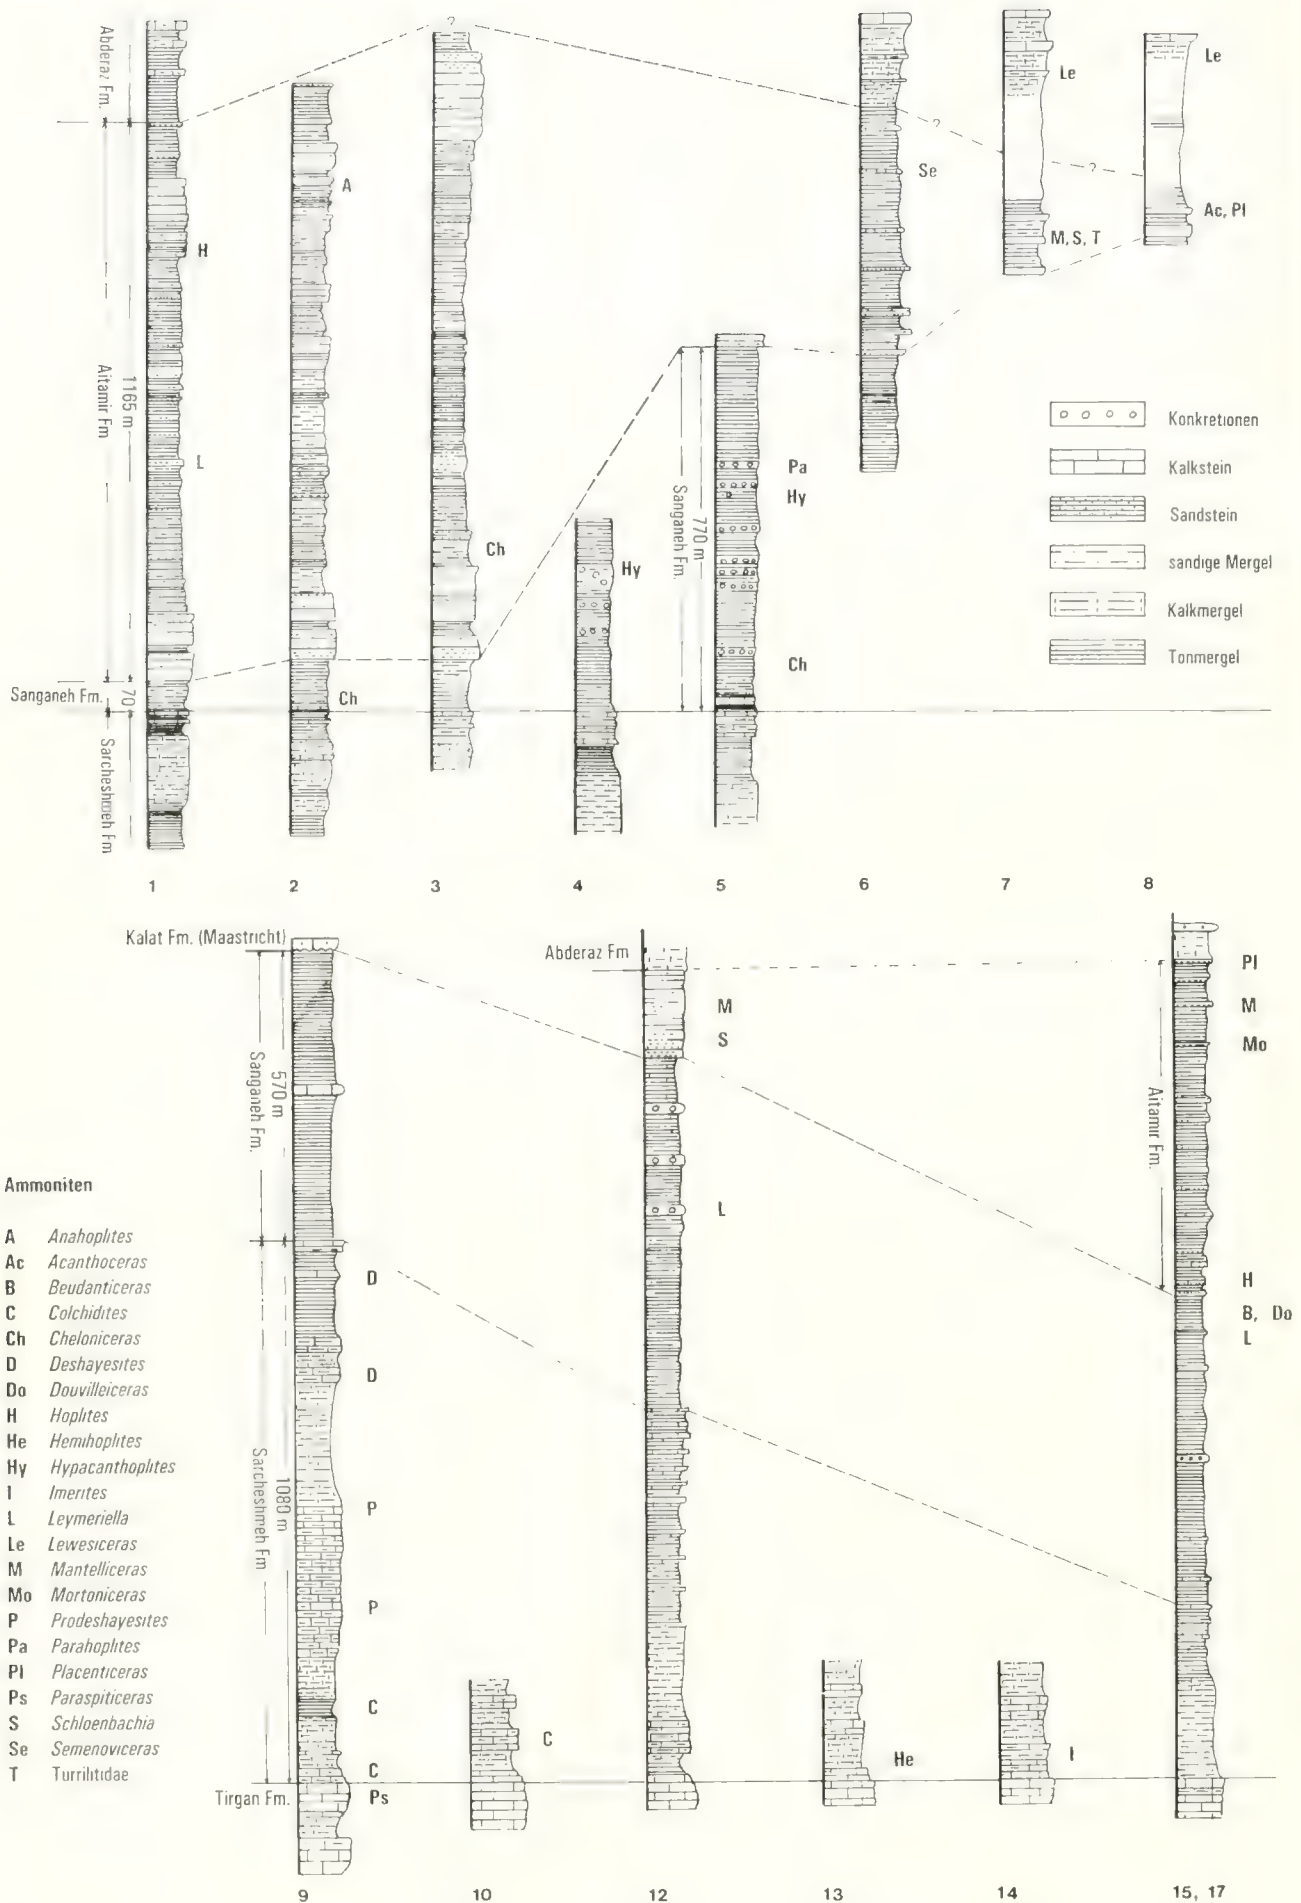 Abderaz Fm.
Aitamir Fm
1165 m
Sanganeh Fm.
70
Sarcheshmeh Fm
H
L
A
Ch
?
Ch
Hy
Sanganeh Fm.
770 m
Pa
Hy
Ch
Se
?
Le
M, S, T
?
Le
Ac, Pl
Konkretionen
Kalkstein
Sandstein
sandige Mergel
Kalkmergel
Tonmergel
1 2 3 4 5 6 7 8
Kalat Fm. (Maastricht)
Sanganeh Fm.
570 m
Sarcheshmeh Fm
1080 m
Tirgan Fm.
D
D
P
P
C
C
Ps
C
Abderaz Fm
M
S
L
He
I
Aitamir Fm.
Pl
M
Mo
H
B, Do
L
Ammoniten
A Anahoplites
Ac Acanthoceras
B Beudanticeras
C Colchidites
Ch Cheloniceras
D Deshayesites
Do Douvilleiceras
H Hoplites
He Hemihoplites
Hy Hypacanthoplites
I Imerites
L Leymeriella
Le Lewesiceras
M Mantelliceras
Mo Mortoniceras
P Prodeshayesites
Pa Parahoplites
Pl Placenticeras
Ps Paraspiticeras
S Schloenbachia
Se Semenoviceras
T Turrilitidae
9 10 12 13 14 15, 17